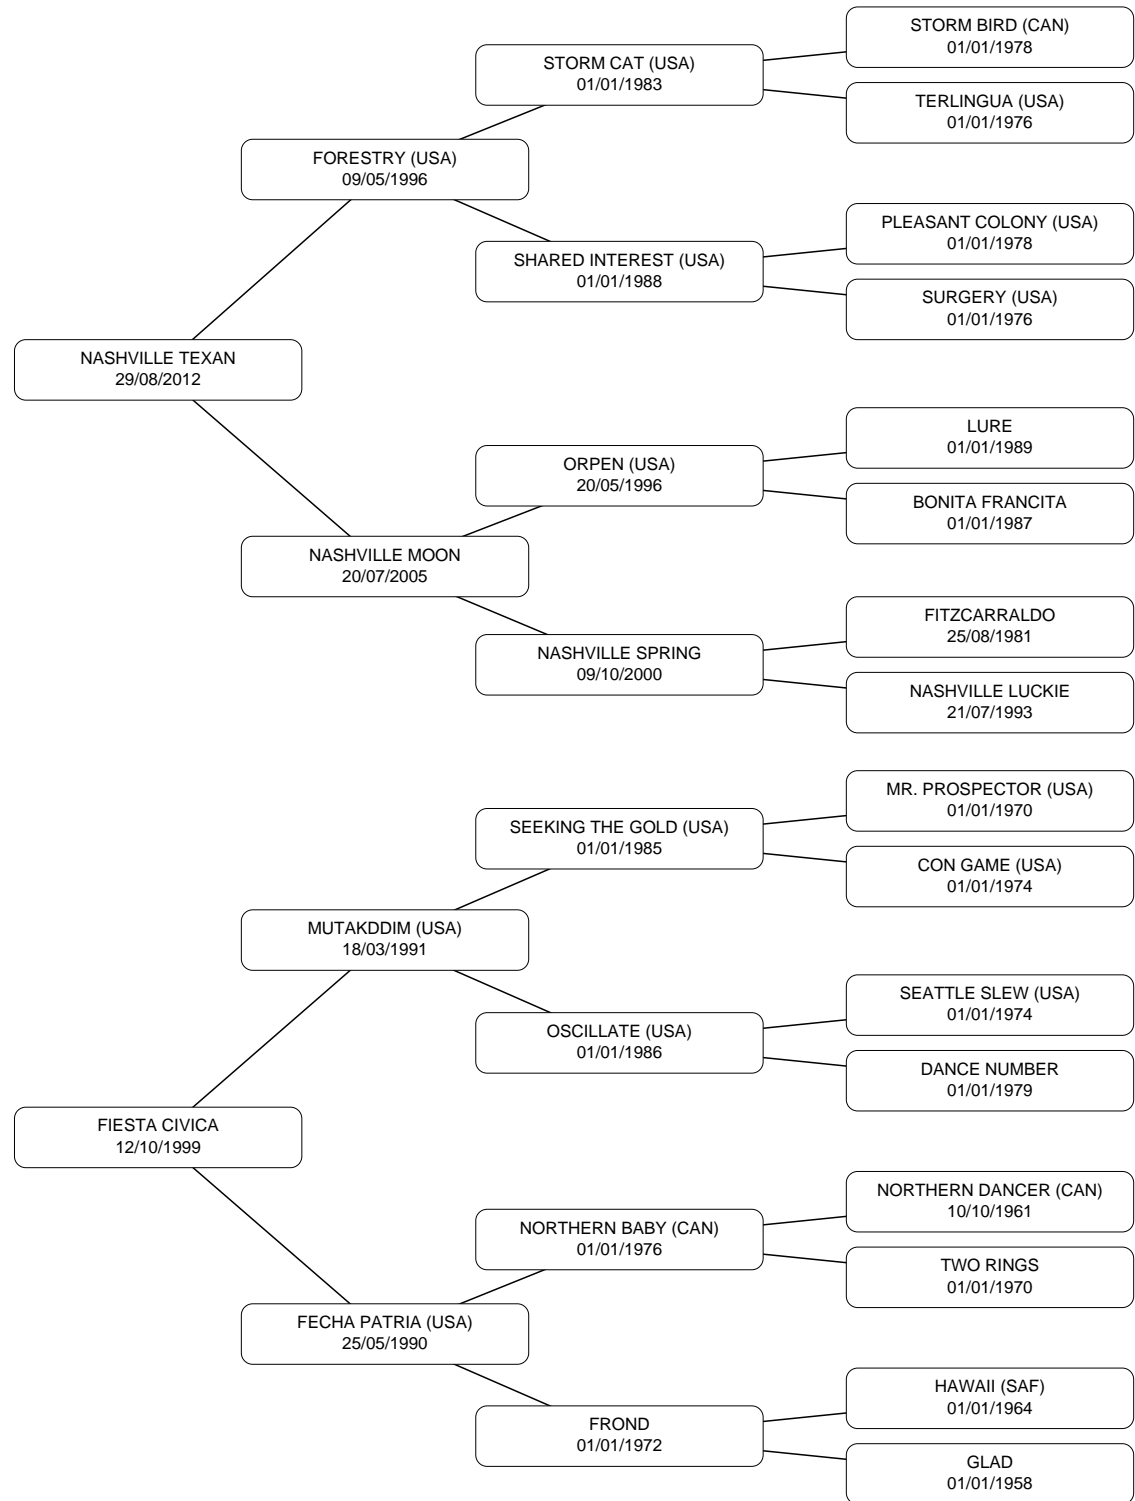 STORM BIRD (CAN)
01/01/1978
STORM CAT (USA)
01/01/1983
TERLINGUA (USA)
01/01/1976
FORESTRY (USA)
09/05/1996
PLEASANT COLONY (USA)
01/01/1978
SHARED INTEREST (USA)
01/01/1988
SURGERY (USA)
01/01/1976
NASHVILLE TEXAN
29/08/2012
LURE
01/01/1989
ORPEN (USA)
20/05/1996
BONITA FRANCITA
01/01/1987
NASHVILLE MOON
20/07/2005
FITZCARRALDO
25/08/1981
NASHVILLE SPRING
09/10/2000
NASHVILLE LUCKIE
21/07/1993
MR. PROSPECTOR (USA)
01/01/1970
SEEKING THE GOLD (USA)
01/01/1985
CON GAME (USA)
01/01/1974
MUTAKDDIM (USA)
18/03/1991
SEATTLE SLEW (USA)
01/01/1974
OSCILLATE (USA)
01/01/1986
DANCE NUMBER
01/01/1979
FIESTA CIVICA
12/10/1999
NORTHERN DANCER (CAN)
10/10/1961
NORTHERN BABY (CAN)
01/01/1976
TWO RINGS
01/01/1970
FECHA PATRIA (USA)
25/05/1990
HAWAII (SAF)
01/01/1964
FROND
01/01/1972
GLAD
01/01/1958